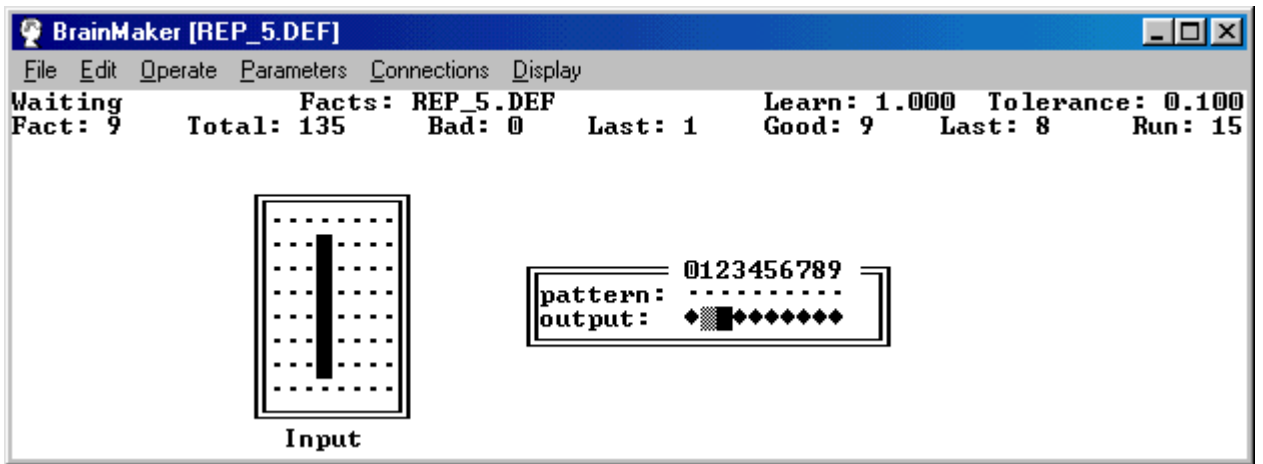 BrainMaker [REP_5.DEF]
File Edit Operate Parameters Connections Display
Waiting Facts: REP_5.DEF Learn: 1.000 Tolerance: 0.100
Fact: 9 Total: 135 Bad: 0 Last: 1 Good: 9 Last: 8 Run: 15
0123456789
pattern: ----------
output:
Input